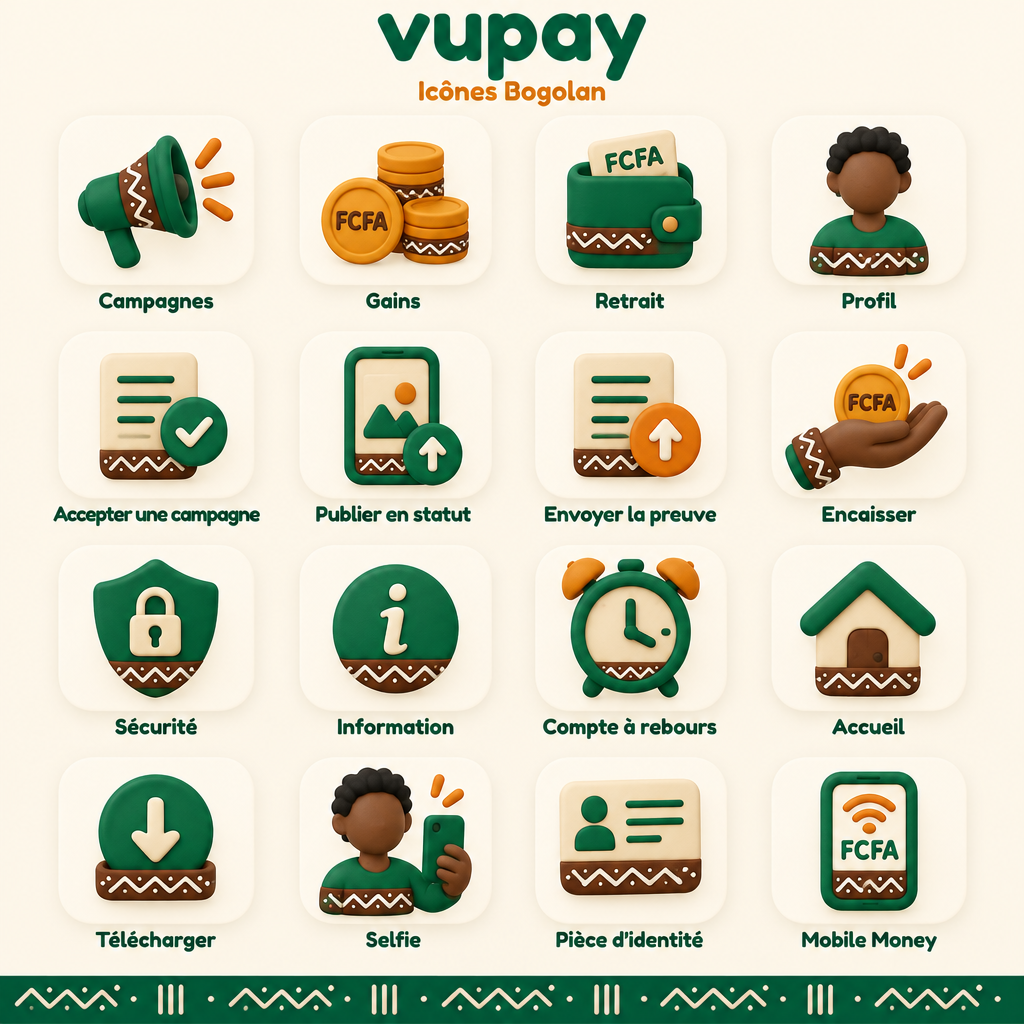 vupay
Icônes Bogolan
FCFA
FCFA
Campagnes
Gains
Retrait
Profil
FCFA
Accepter une campagne
Publier en statut
Envoyer la preuve
Encaisser
i
Sécurité
Information
Compte à rebours
Accueil
FCFA
Télécharger
Selfie
Pièce d'identité
Mobile Money